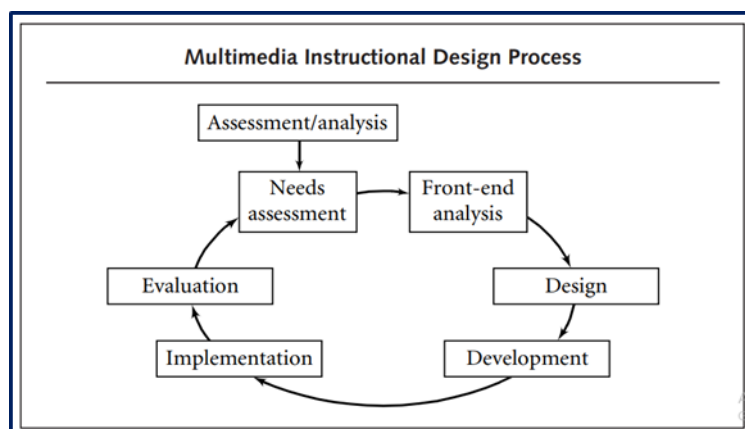 Multimedia Instructional Design Process
Assessment/analysis
Needs
assessment
Front-end
analysis
Design
Development
Implementation
Evaluation